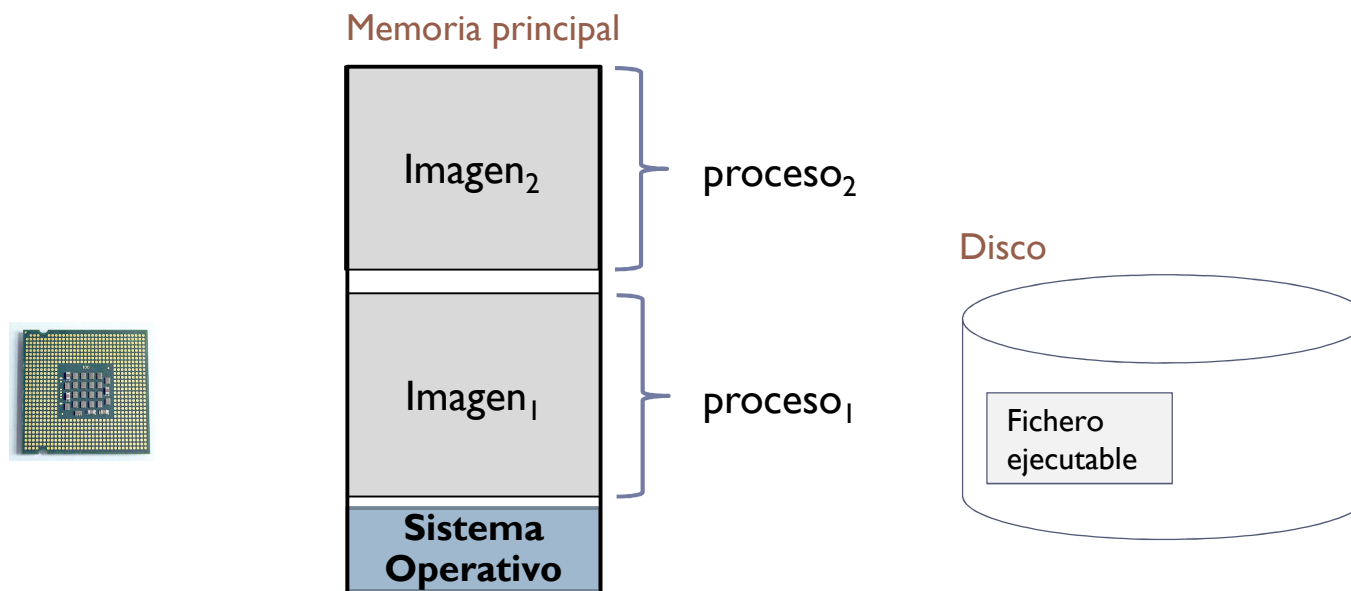 Memoria principal
Imagen₂
proceso₂
Disco
Imagen₁
proceso₁
Fichero
ejecutable
Sistema
Operativo